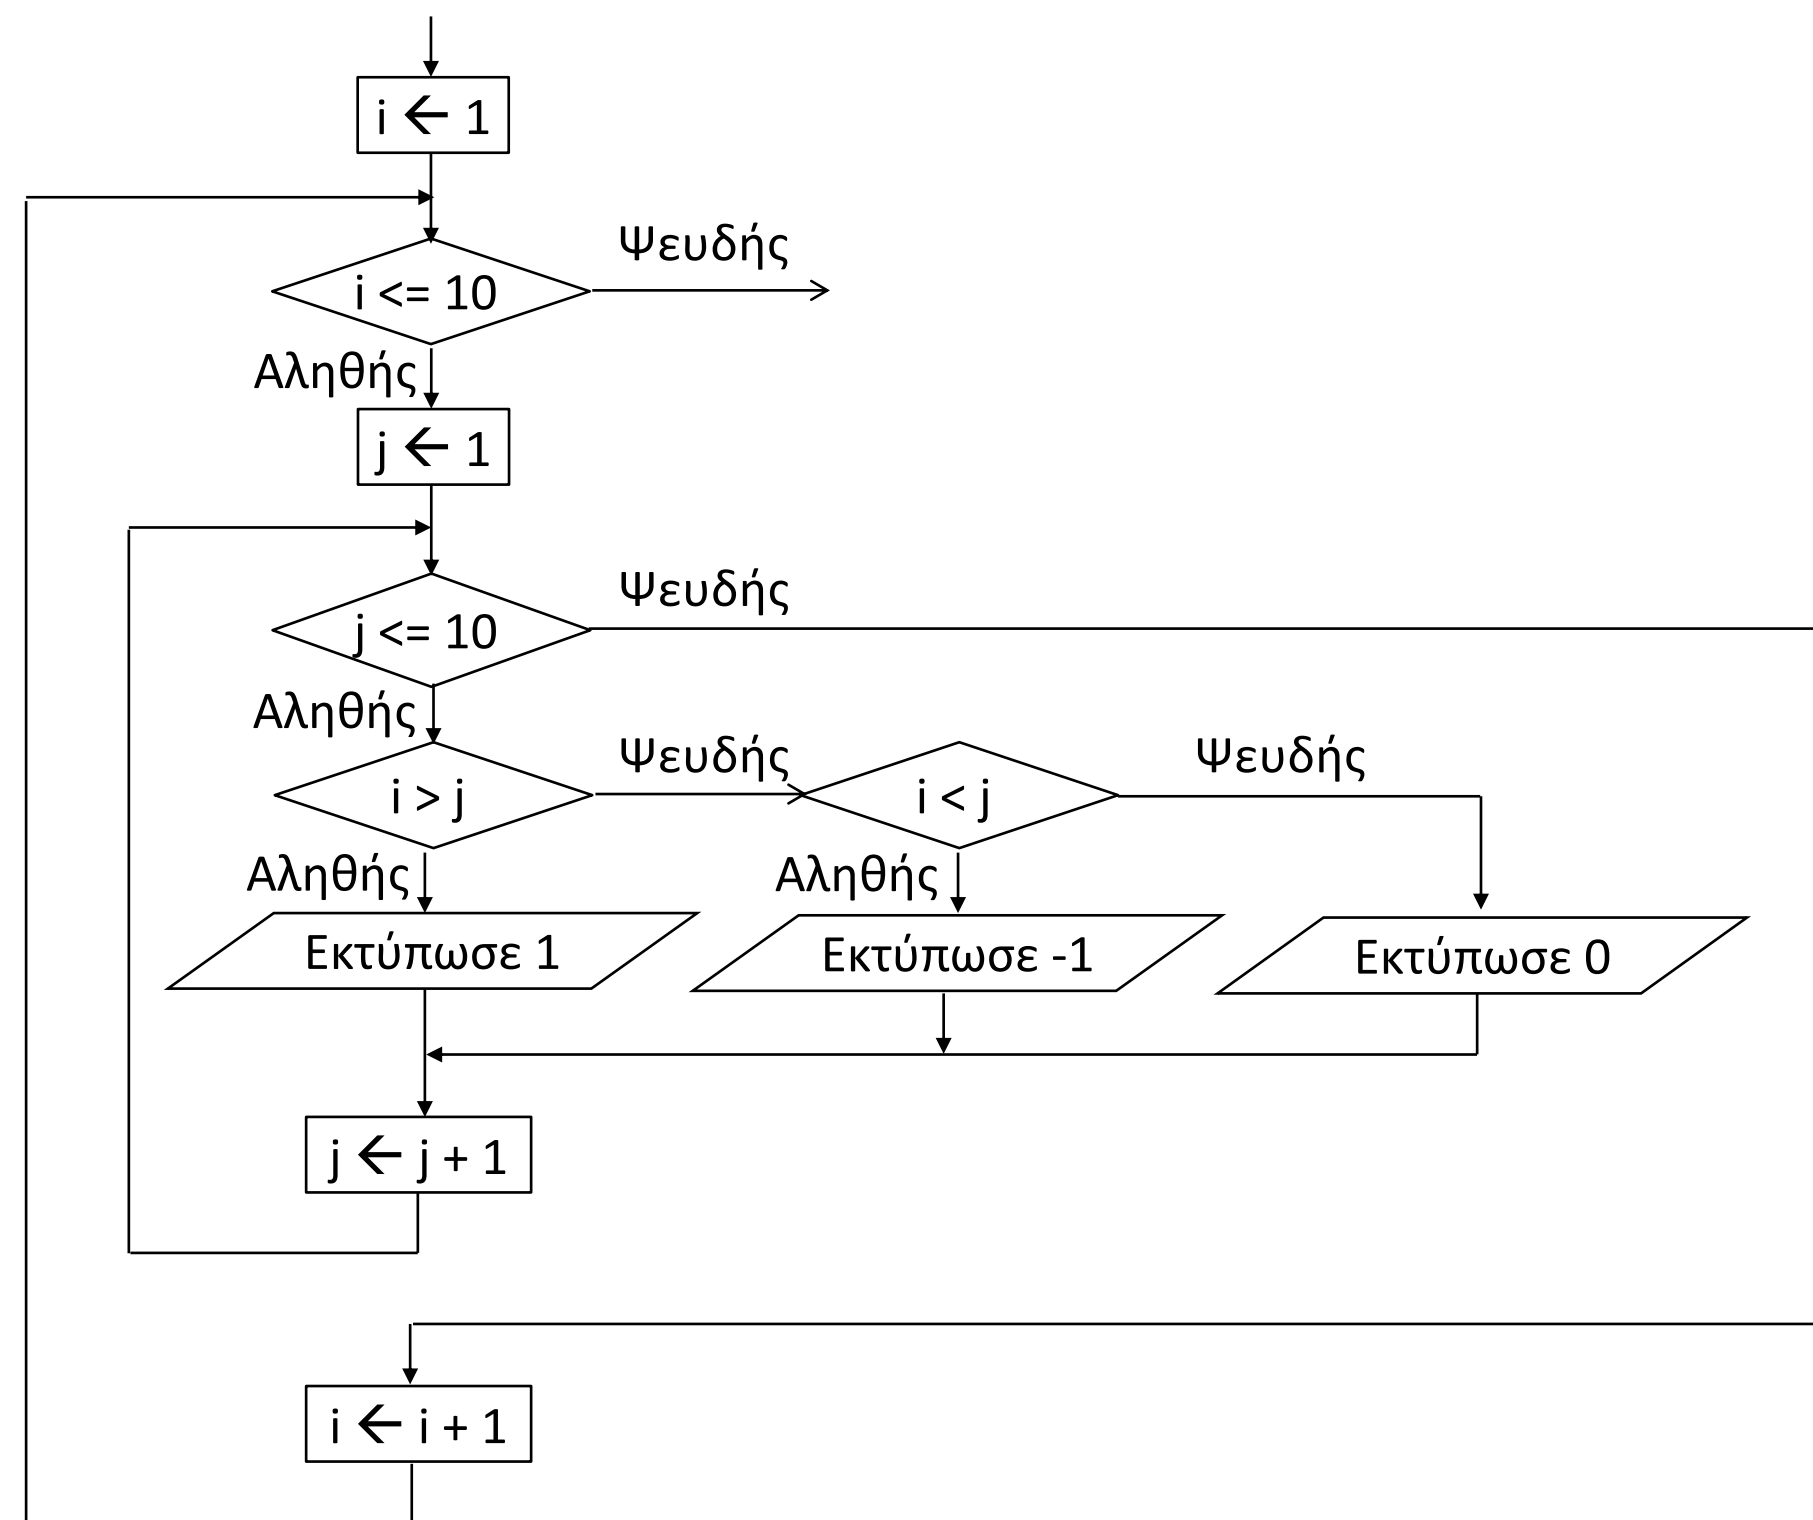 i ← 1
Ψευδής
i <= 10
Αληθής
j ← 1
Ψευδής
j <= 10
Αληθής
Ψευδής
Ψευδής
i > j
i < j
Αληθής
Αληθής
Εκτύπωσε 1
Εκτύπωσε -1
Εκτύπωσε 0
j ← j + 1
i ← i + 1